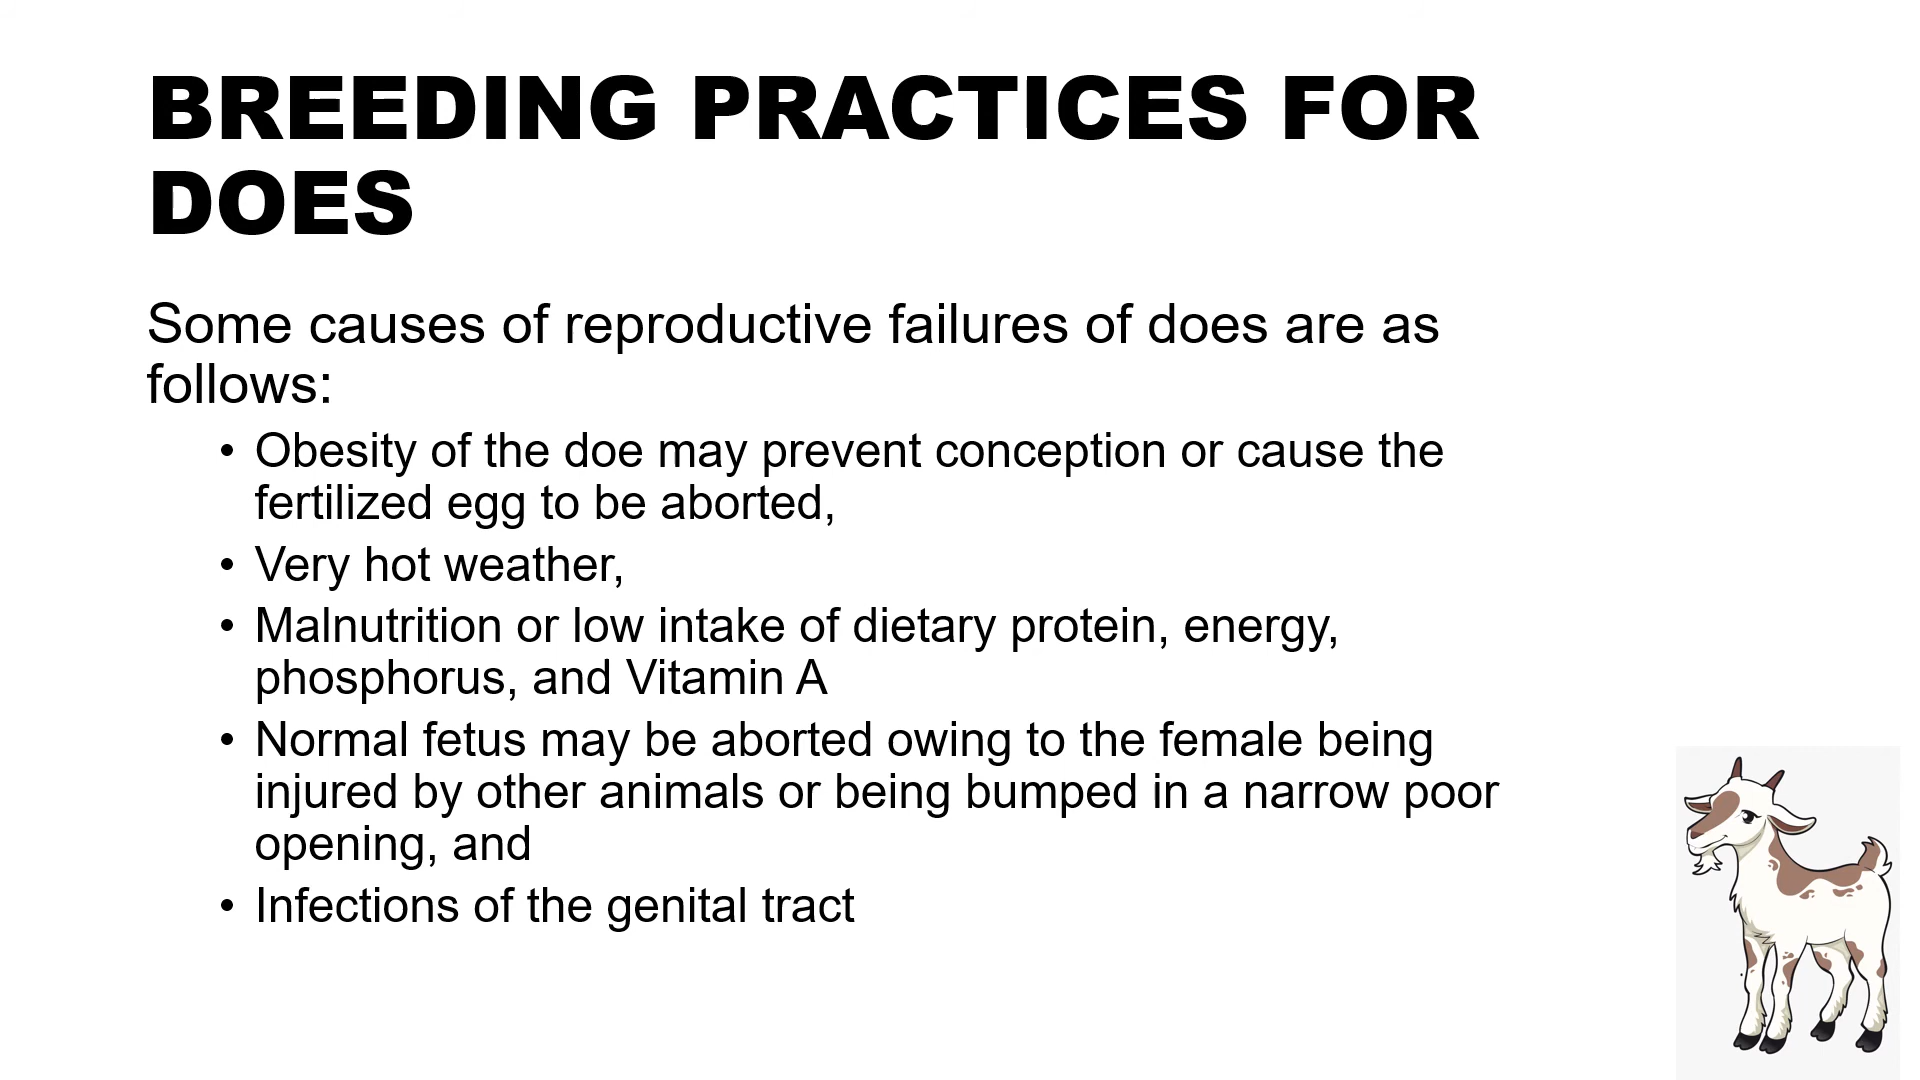 BREEDING PRACTICES FOR
DOES
Some causes of reproductive failures of does are as
follows:
• Obesity of the doe may prevent conception or cause the
fertilized egg to be aborted,
• Very hot weather,
• Malnutrition or low intake of dietary protein, energy,
phosphorus, and Vitamin A
• Normal fetus may be aborted owing to the female being
injured by other animals or being bumped in a narrow poor
opening, and
• Infections of the genital tract